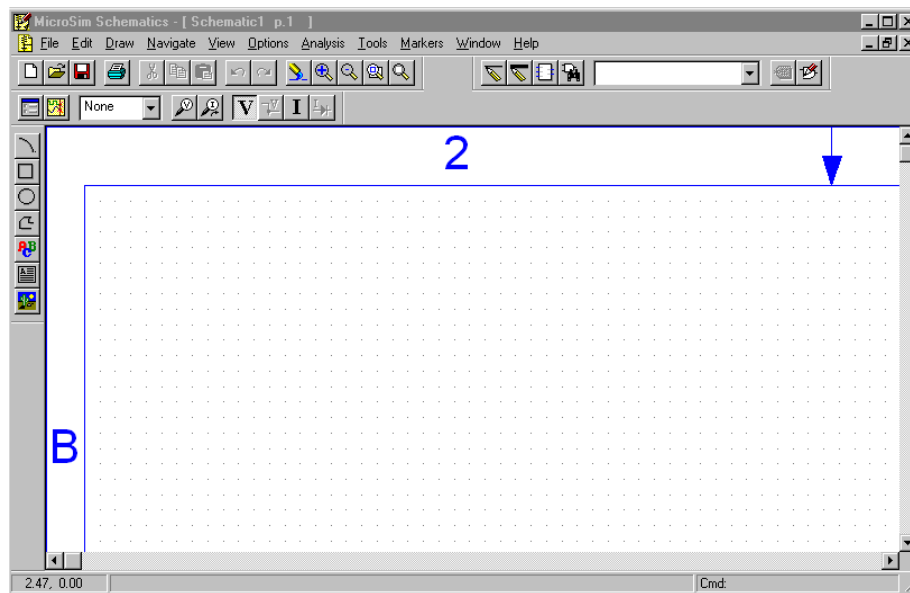 MicroSim Schematics - [ Schematic1 p.1 ]
File Edit Draw Navigate View Options Analysis Tools Markers Window Help
None V I
2
ABC
B
2.47, 0.00 Cmd: